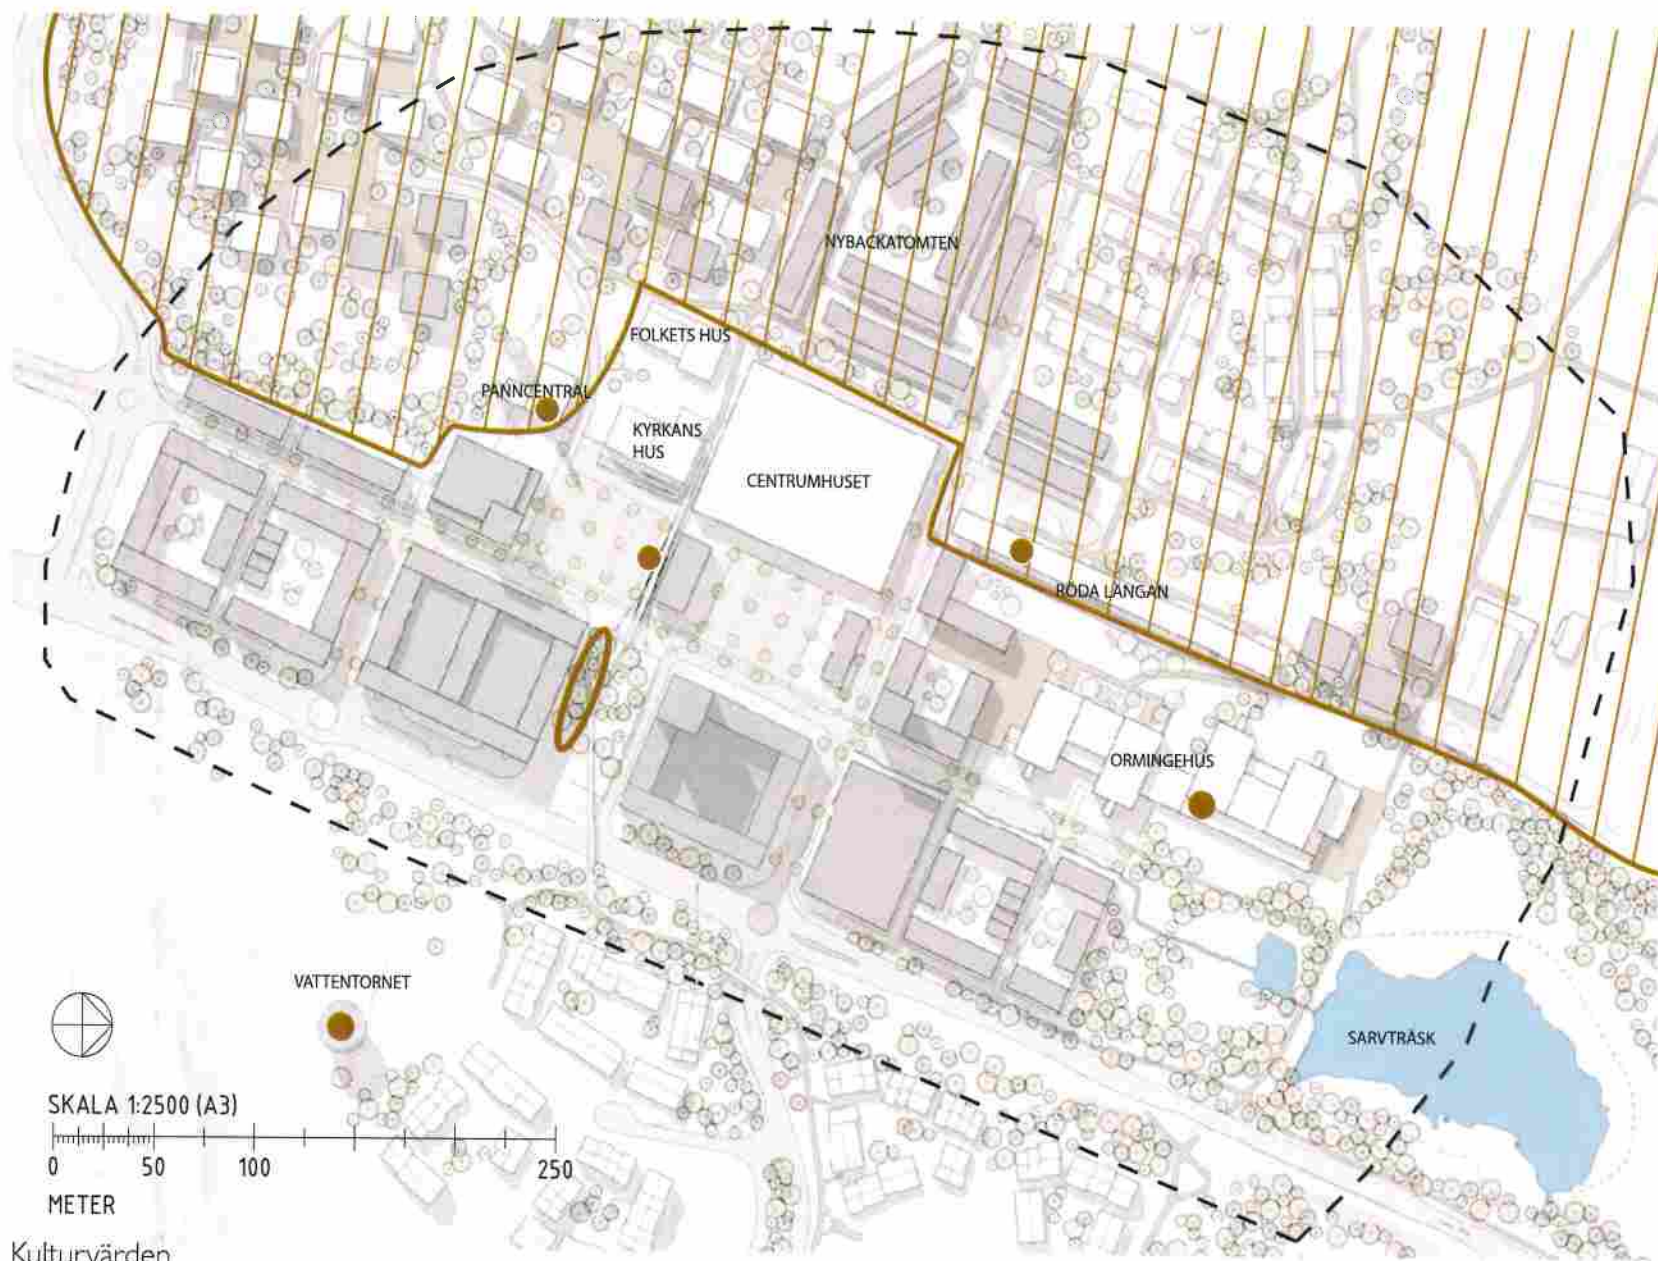 NYBACKATOMTEN
FOLKETS HUS
PANNCENTRAL
KYRKANS
HUS
CENTRUMHUSET
RÖDA LÄNGAN
ORMINGEHUS
VATTENTORNET
SARVTRÄSK
SKALA 1:2500 (A3)
0 50 100 250
METER
Kulturvärden